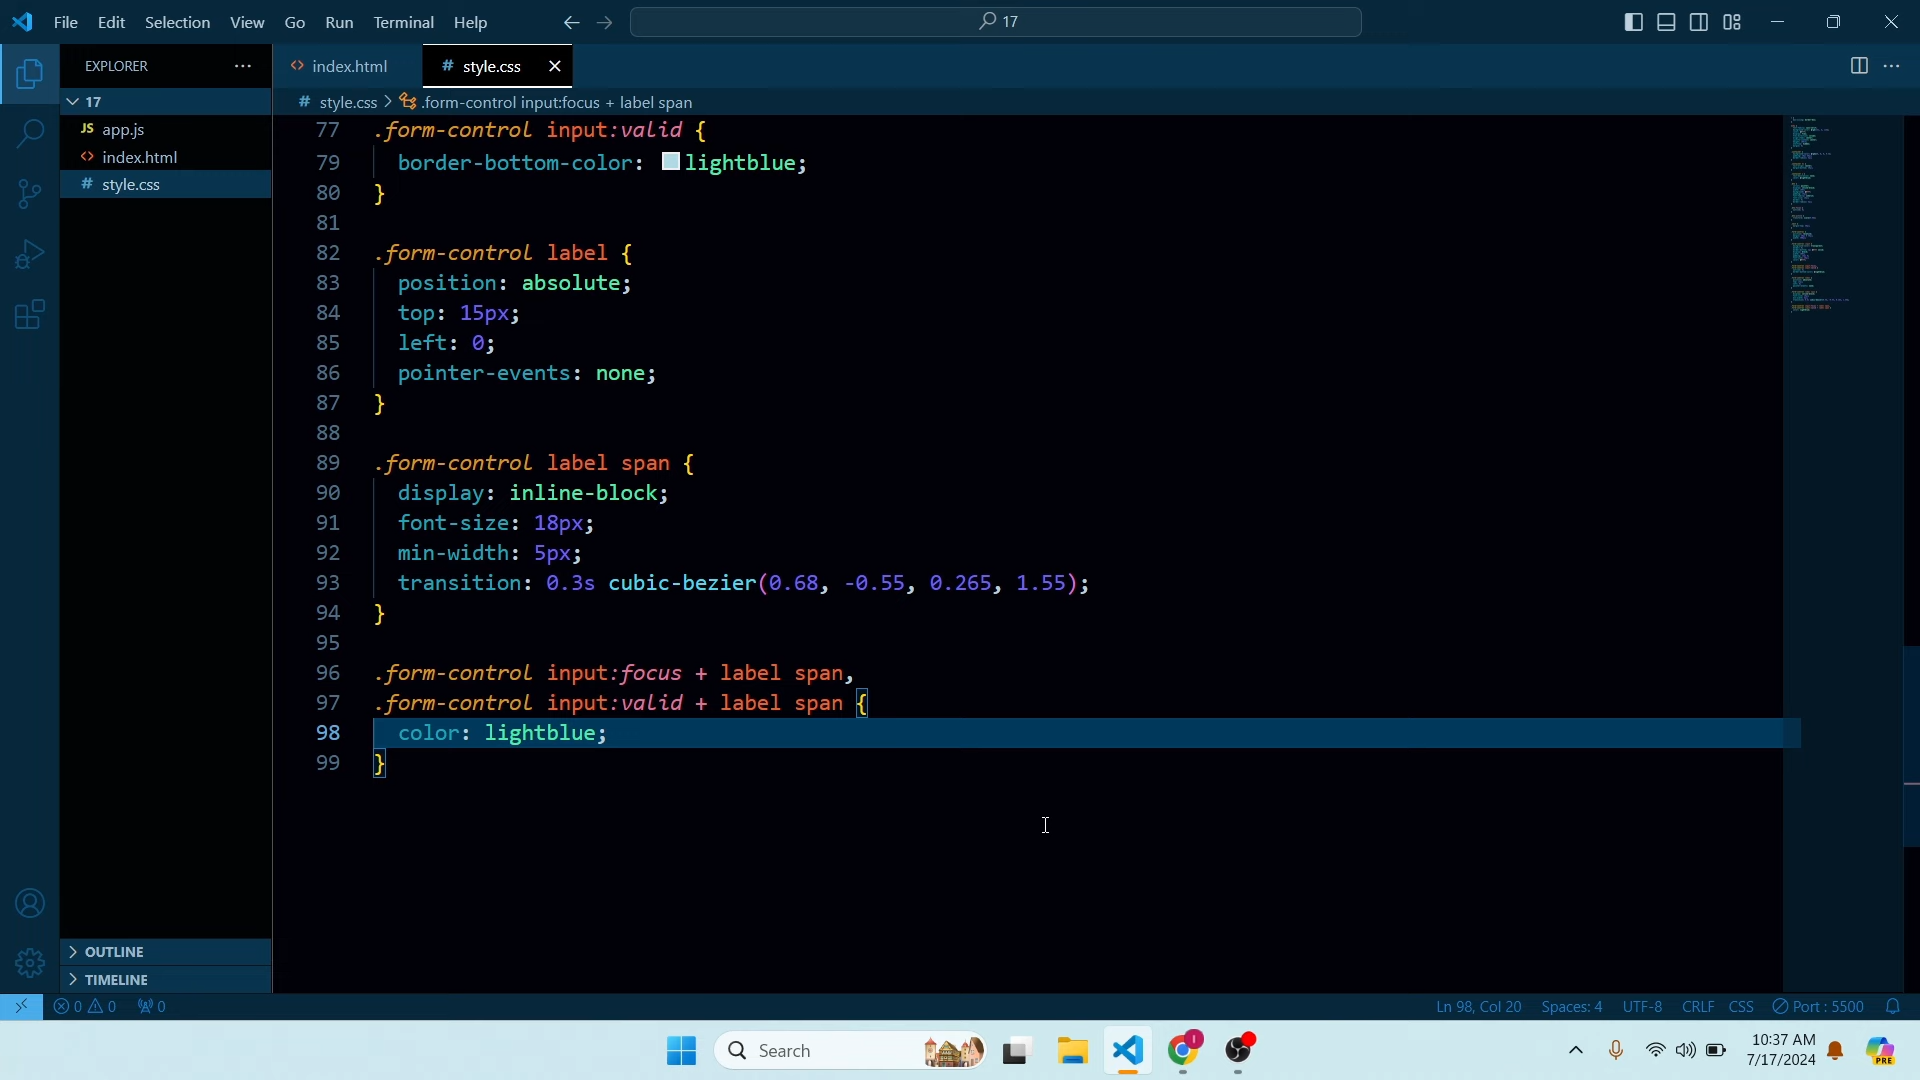 File Edit Selection View Go Run Terminal Help
17
EXPLORER
17
JS app.js
<> index.html
# style.css
OUTLINE
TIMELINE
<> index.html
# style.css
# style.css > .form-control input:focus + label span
77 .form-control input:valid {
79 border-bottom-color: lightblue;
80 }
81
82 .form-control label {
83 position: absolute;
84 top: 15px;
85 left: 0;
86 pointer-events: none;
87 }
88
89 .form-control label span {
90 display: inline-block;
91 font-size: 18px;
92 min-width: 5px;
93 transition: 0.3s cubic-bezier(0.68, -0.55, 0.265, 1.55);
94 }
95
96 .form-control input:focus + label span,
97 .form-control input:valid + label span {
98 color: lightblue;
99 }
0 0 0
Ln 98, Col 20 Spaces: 4 UTF-8 CRLF CSS Port : 5500
Search
10:37 AM
7/17/2024
PRE